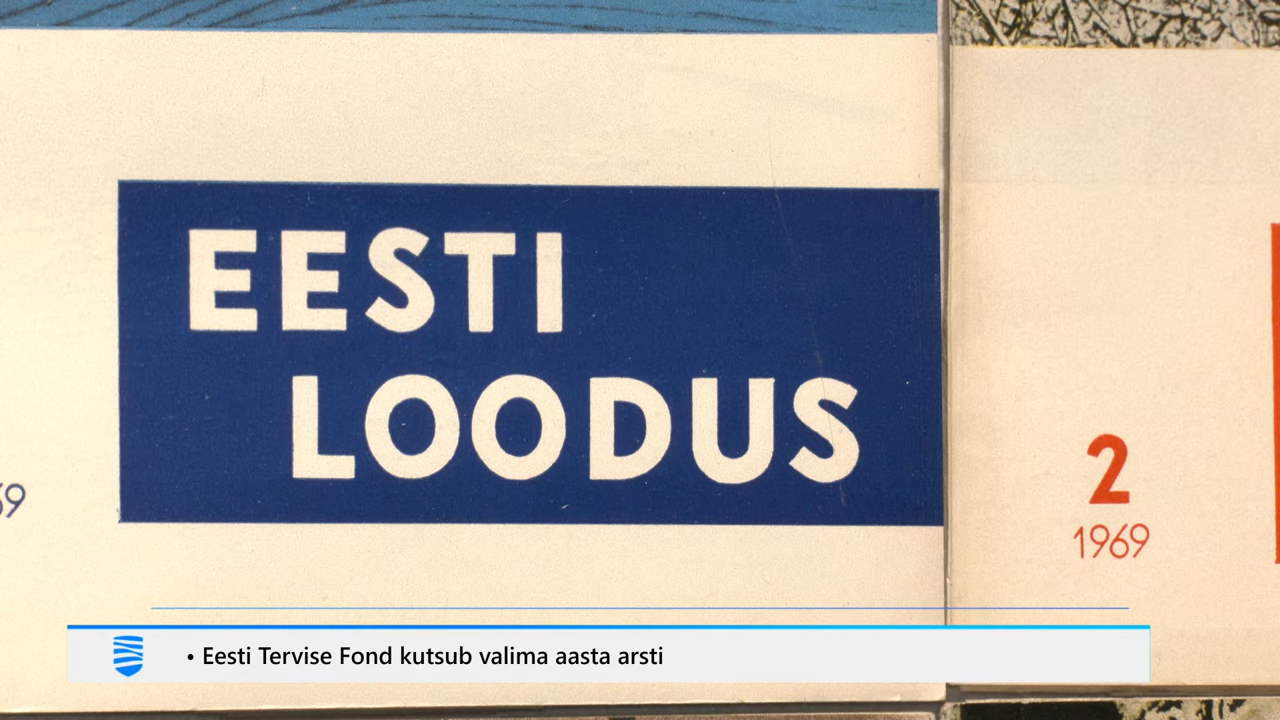 EESTI
LOODUS
2
1969
• Eesti Tervise Fond kutsub valima aasta arsti